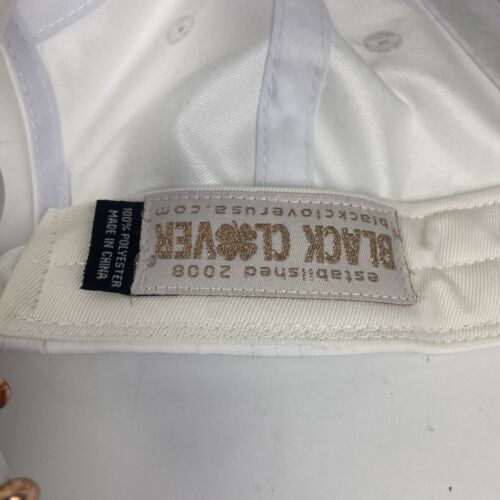 100% POLYESTER
MADE IN
CHINA
established 2008
BLACK CLOVER®
blackcloverusa.com